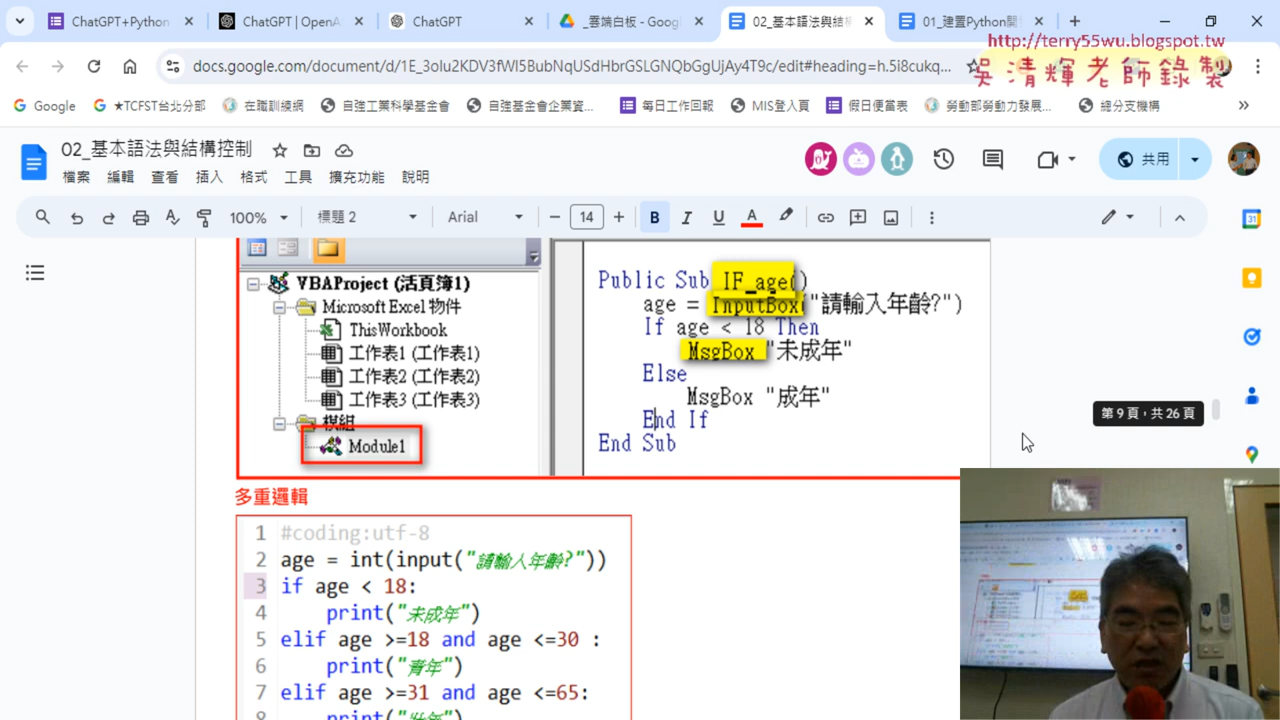 ChatGPT+Python
ChatGPT | OpenA
ChatGPT
_雲端白板 - Goog
02_基本語法與結
01_建置Python開
http://terry55wu.blogspot.tw
docs.google.com/document/d/1E_3olu2KDV3fWI5BubNqUSdHbrGSLGNQbGgUjAy4T9c/edit#heading=h.5i8cukq...
吳清輝老師錄製
Google
★TCFST台北分部
在職訓練網
自強工業科學基金會
自強基金會企業資...
每日工作回報
MIS登入頁
假日便當表
勞動部勞動力發展...
總分支機構
02_基本語法與結構控制
檔案 編輯 查看 插入 格式 工具 擴充功能 說明
共用
100%
標題 2
Arial
14
B I U A
VBAProject (活頁簿1)
Microsoft Excel 物件
ThisWorkbook
工作表1 (工作表1)
工作表2 (工作表2)
工作表3 (工作表3)
模組
Module1
Public Sub IF_age()
age = InputBox("請輸入年齡?")
If age < 18 Then
MsgBox "未成年"
Else
MsgBox "成年"
End If
End Sub
第 9 頁，共 26 頁
多重邏輯
1 #coding:utf-8
2 age = int(input("請輸入年齡?"))
3 if age < 18:
4 print("未成年")
5 elif age >=18 and age <=30 :
6 print("青年")
7 elif age >=31 and age <=65:
8 print("壯年")